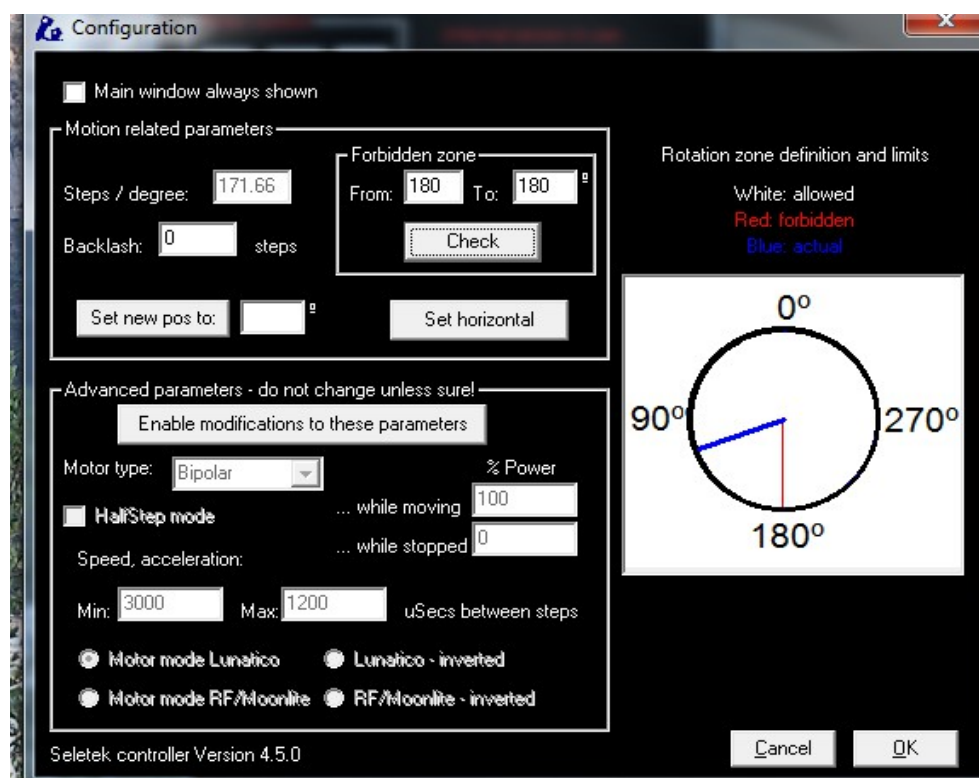 Configuration
Main window always shown
Motion related parameters
Steps / degree: 171.66
Backlash: 0 steps
Forbidden zone
From: 180 To: 180 º
Check
Set new pos to: º
Set horizontal
Advanced parameters - do not change unless sure!
Enable modifications to these parameters
Motor type: Bipolar
% Power
HalfStep mode
... while moving 100
... while stopped 0
Speed, acceleration:
Min: 3000 Max: 1200 uSecs between steps
Motor mode Lunatico
Lunatico - inverted
Motor mode RF/Moonlite
RF/Moonlite - inverted
Seletek controller Version 4.5.0
Rotation zone definition and limits
White: allowed
Red: forbidden
Blue: actual
0º
90º
270º
180º
Cancel
OK